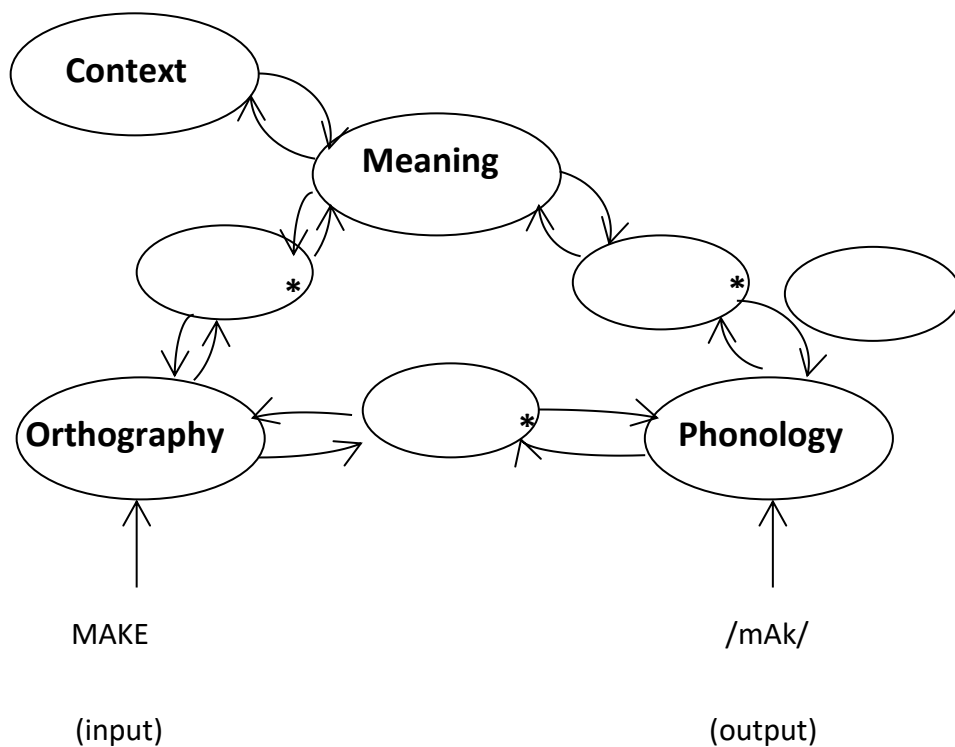 Context
Meaning
*
*
*
Orthography
Phonology
MAKE
/mAk/
(input)
(output)